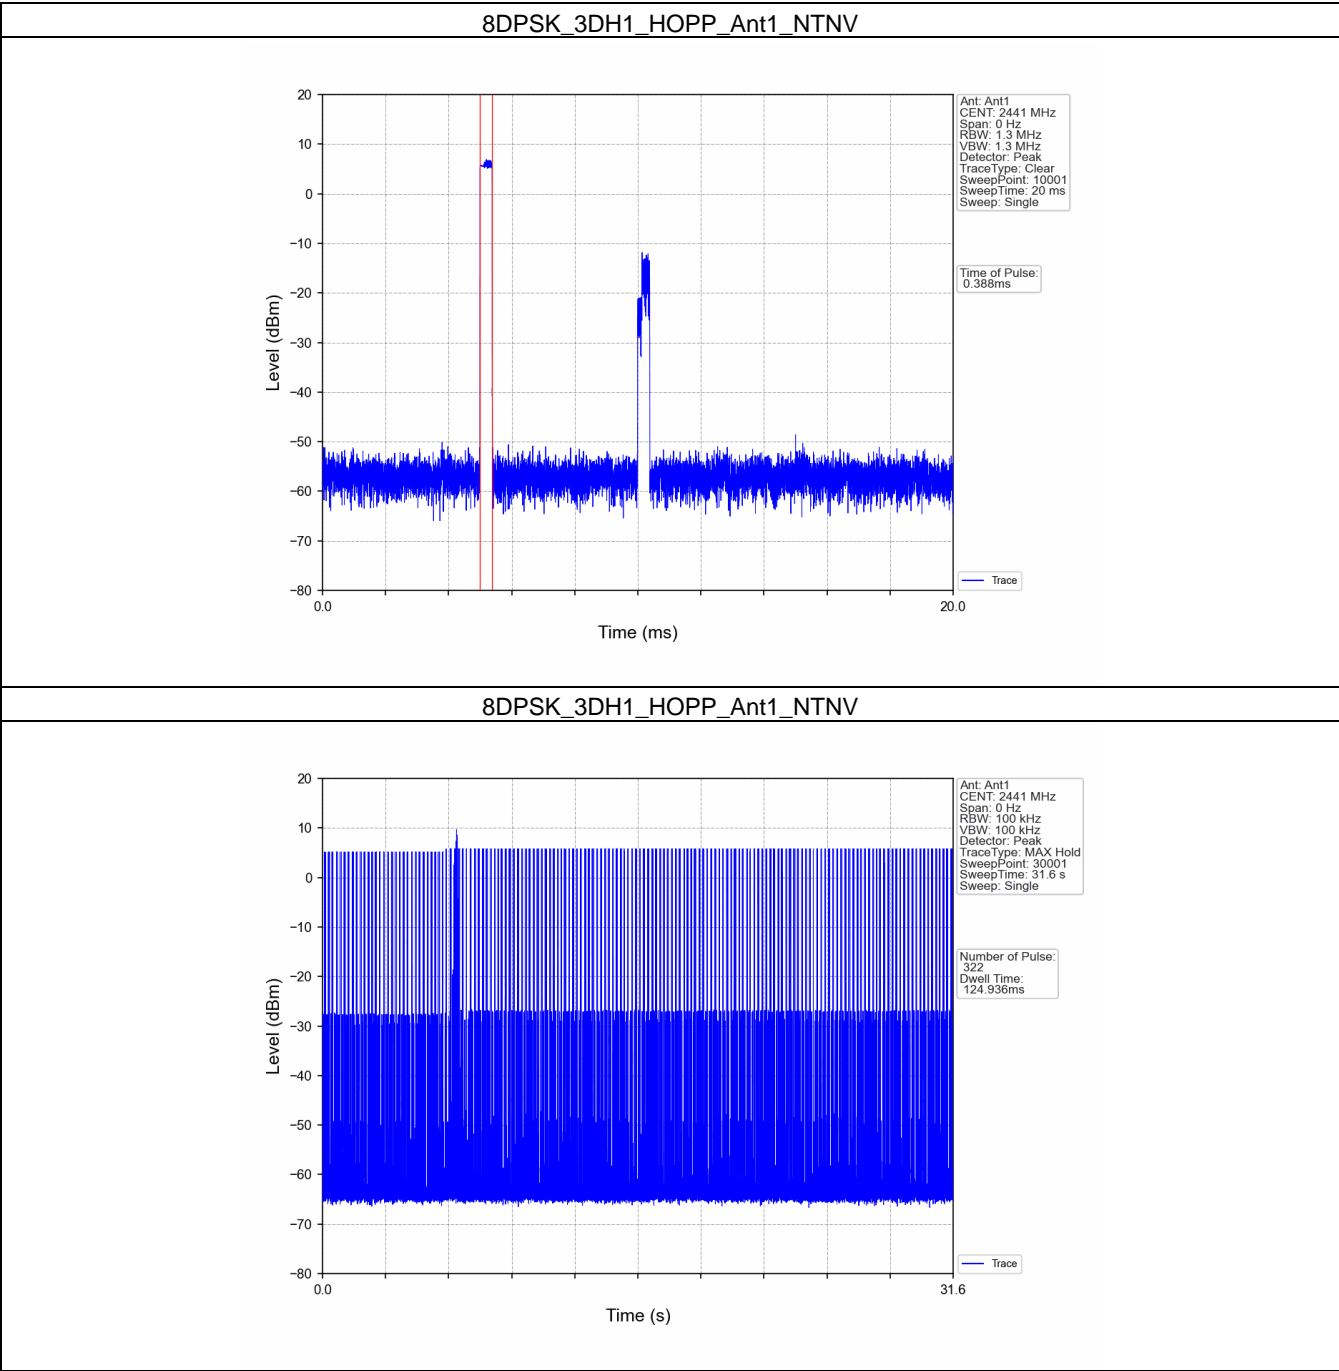 8DPSK_3DH1_HOPP_Ant1_NTNV
20
10
0
−10
−20
−30
−40
−50
−60
−70
−80
Level (dBm)
0.0
20.0
Time (ms)
Ant: Ant1
CENT: 2441 MHz
Span: 0 Hz
RBW: 1.3 MHz
VBW: 1.3 MHz
Detector: Peak
TraceType: Clear
SweepPoint: 10001
SweepTime: 20 ms
Sweep: Single
Time of Pulse:
0.388ms
Trace
8DPSK_3DH1_HOPP_Ant1_NTNV
20
10
0
−10
−20
−30
−40
−50
−60
−70
−80
Level (dBm)
0.0
31.6
Time (s)
Ant: Ant1
CENT: 2441 MHz
Span: 0 Hz
RBW: 100 kHz
VBW: 100 kHz
Detector: Peak
TraceType: MAX Hold
SweepPoint: 30001
SweepTime: 31.6 s
Sweep: Single
Number of Pulse:
322
Dwell Time:
124.936ms
Trace